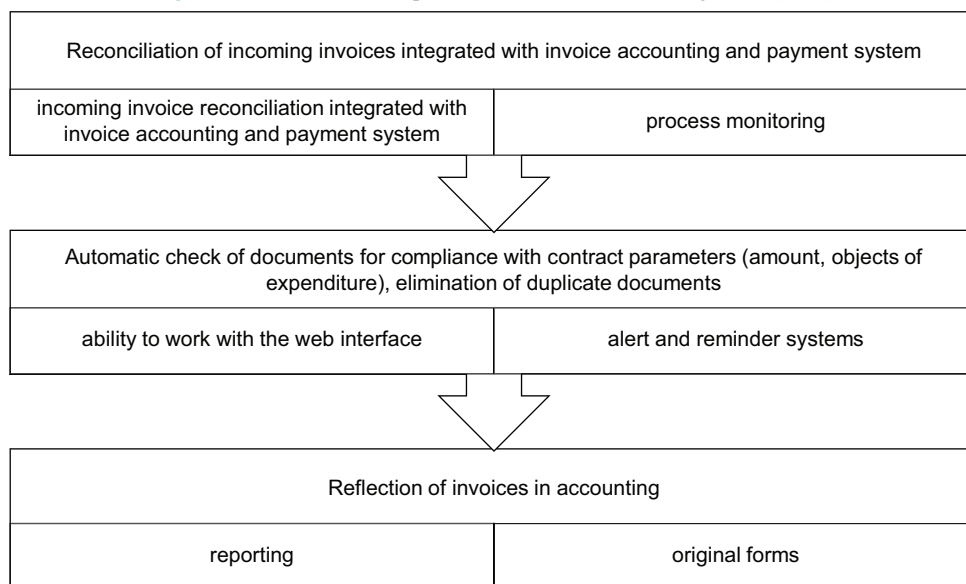 Reconciliation of incoming invoices integrated with invoice accounting and payment system
incoming invoice reconciliation integrated with
invoice accounting and payment system
process monitoring
Automatic check of documents for compliance with contract parameters (amount, objects of
expenditure), elimination of duplicate documents
ability to work with the web interface
alert and reminder systems
Reflection of invoices in accounting
reporting
original forms